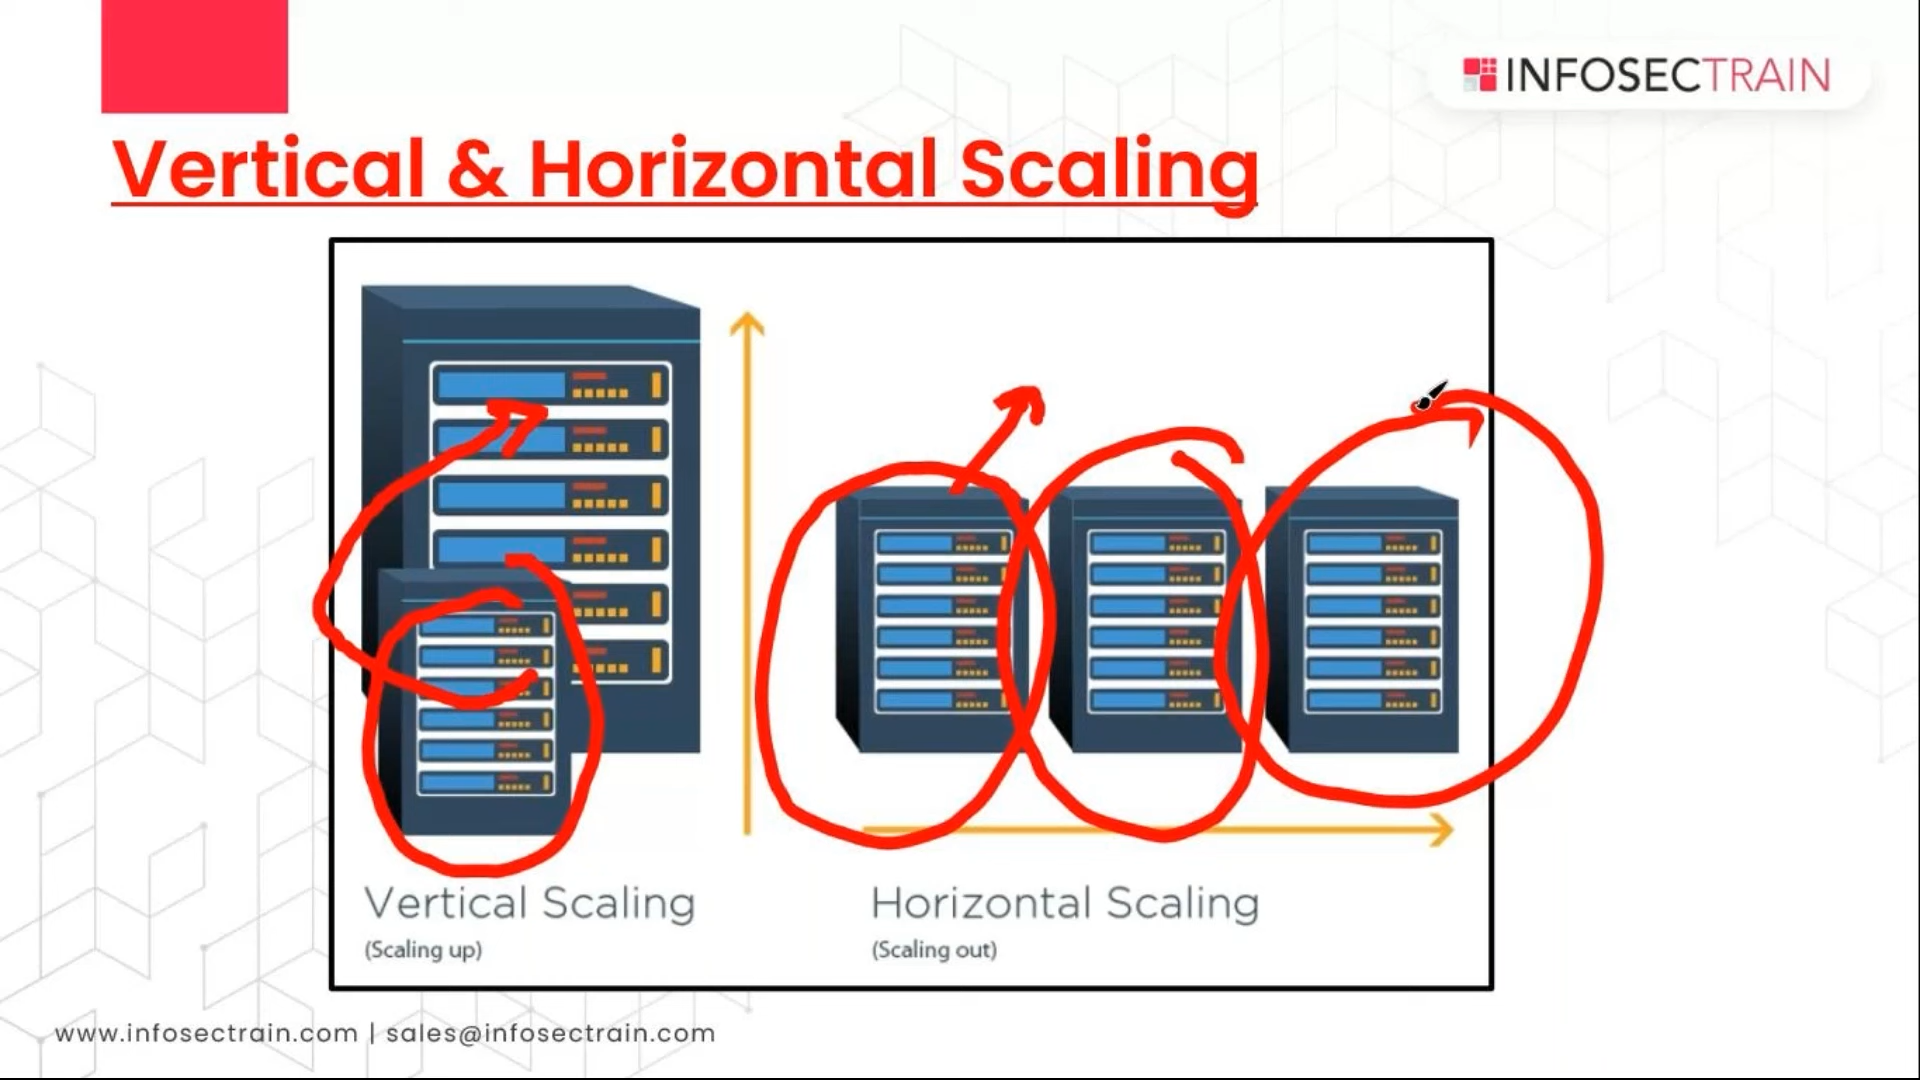 INFOSECTRAIN
Vertical & Horizontal Scaling
Vertical Scaling
(Scaling up)
Horizontal Scaling
(Scaling out)
www.infosectrain.com | sales@infosectrain.com